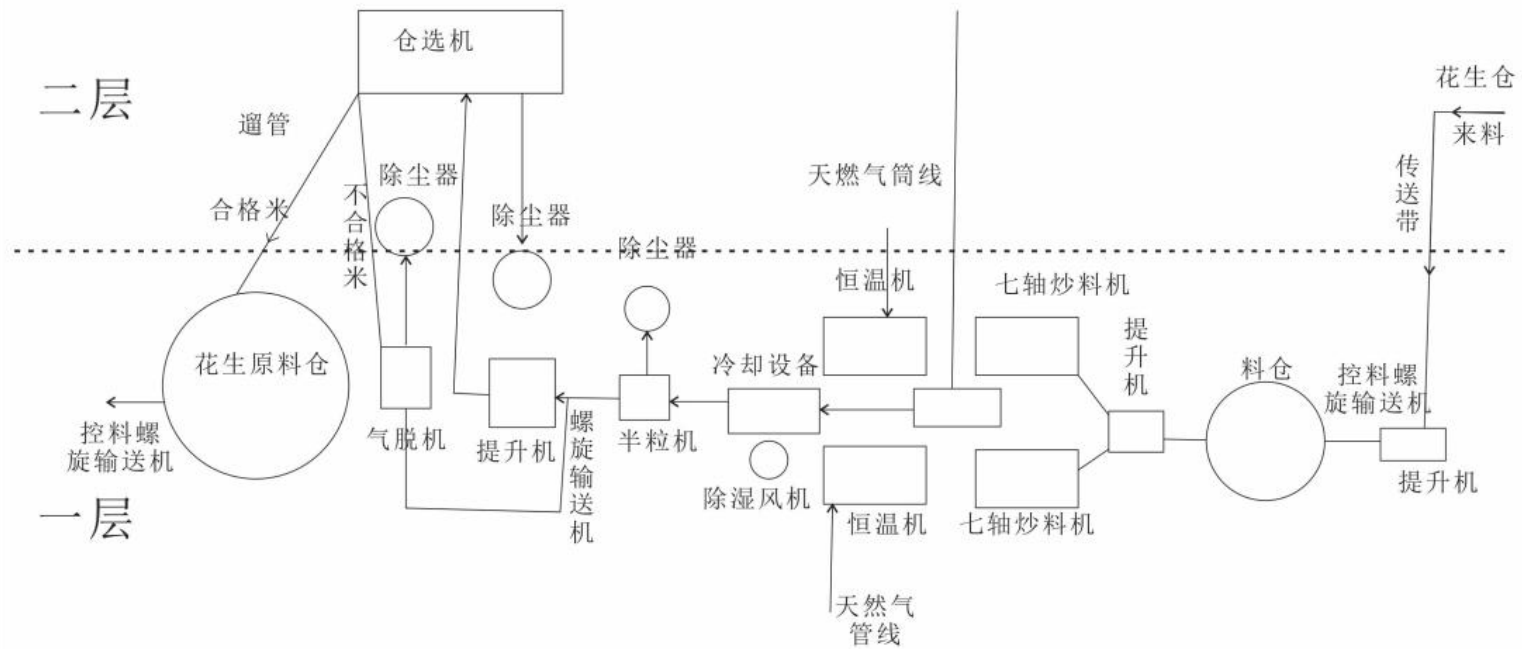 仓选机
二层
花生仓
来料
遛管
除尘器
天燃气筒线
传送带
不合格米
合格米
除尘器
除尘器
恒温机
七轴炒料机
提升机
花生原料仓
冷却设备
料仓
控料螺
旋输送机
控料螺
旋输送机
气脱机
提升机
螺旋输送机
半粒机
除湿风机
恒温机
七轴炒料机
提升机
一层
天然气
管线